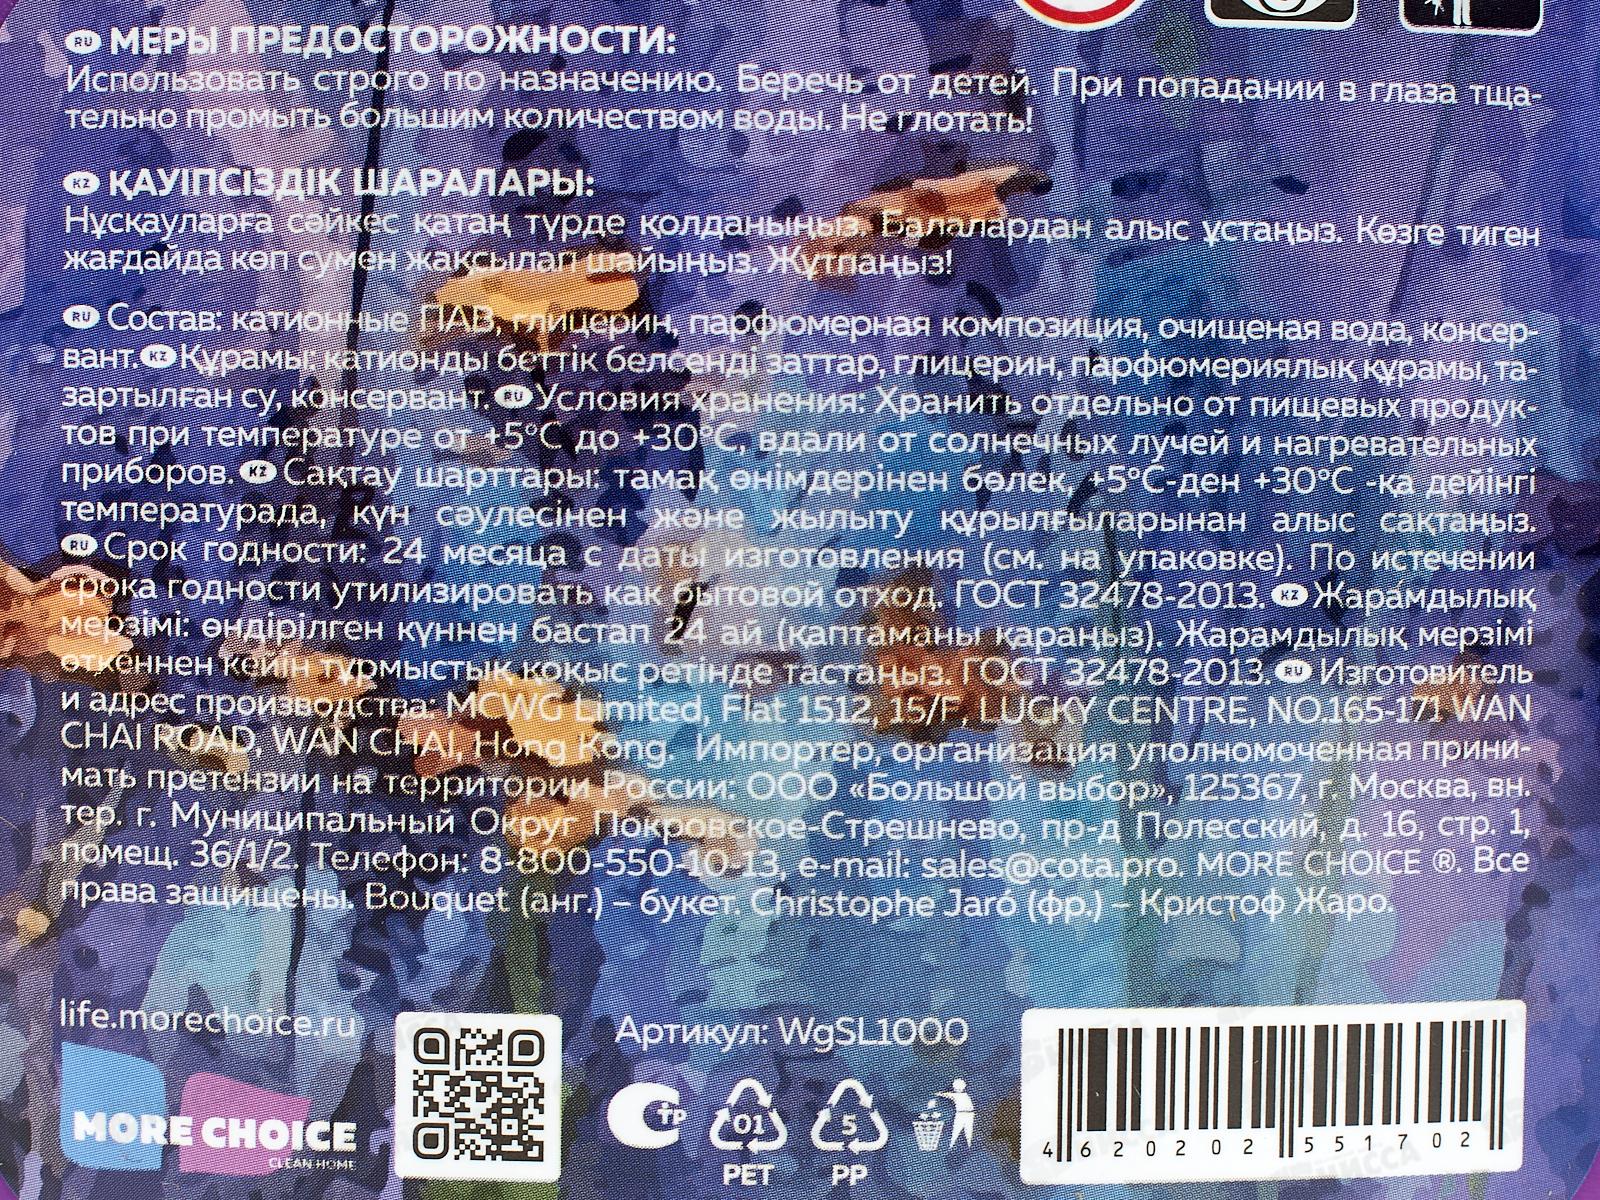 RU МЕРЫ ПРЕДОСТОРОЖНОСТИ:
Использовать строго по назначению. Беречь от детей. При попадании в глаза тща-
тельно промыть большим количеством воды. Не глотать!
KZ ҚАУІПСІЗДІК ШАРАЛАРЫ:
Нұсқауларға сәйкес қатаң түрде қолданыңыз. Балалардан алыс ұстаңыз. Көзге тиген
жағдайда көп сумен жақсылап шайыңыз. Жұтпаңыз!
RU Состав: катионные ПАВ, глицерин, парфюмерная композиция, очищеная вода, консер-
вант. KZ Құрамы: катионды беттік белсенді заттар, глицерин, парфюмериялық құрамы, та-
зартылған су, консервант. RU Условия хранения: Хранить отдельно от пищевых продук-
тов при температуре от +5°С до +30°С, вдали от солнечных лучей и нагревательных
приборов. KZ Сақтау шарттары: тамақ өнімдерінен бөлек, +5°С-ден +30°С -қа дейінгі
температурада, күн сәулесінен және жылыту құрылғыларынан алыс сақтаңыз.
RU Срок годности: 24 месяца с даты изготовления (см. на упаковке). По истечении
срока годности утилизировать как бытовой отход. ГОСТ 32478-2013. KZ Жарамдылық
мерзімі: өндірілген күннен бастап 24 ай (қаптаманы қараңыз). Жарамдылық мерзімі
өткеннен кейін тұрмыстық қоқыс ретінде тастаңыз. ГОСТ 32478-2013. RU Изготовитель
и адрес производства: MCWG Limited, Flat 1512, 15/F, LUCKY CENTRE, NO.165-171 WAN
CHAI ROAD, WAN CHAI, Hong Kong. Импортер, организация уполномоченная прини-
мать претензии на территории России: ООО «Большой выбор», 125367, г. Москва, вн.
тер. г. Муниципальный Округ Покровское-Стрешнево, пр-д Полесский, д. 16, стр. 1,
помещ. 36/1/2. Телефон: 8-800-550-10-13, e-mail: sales@cota.pro. MORE CHOICE ®. Все
права защищены. Bouquet (анг.) – букет. Christophe Jaró (фр.) – Кристоф Жаро.
life.morechoice.ru
Артикул: WgSL1000
MORE CHOICE
CLEAN HOME
ТР
01
PET
5
PP
4 620202 551702